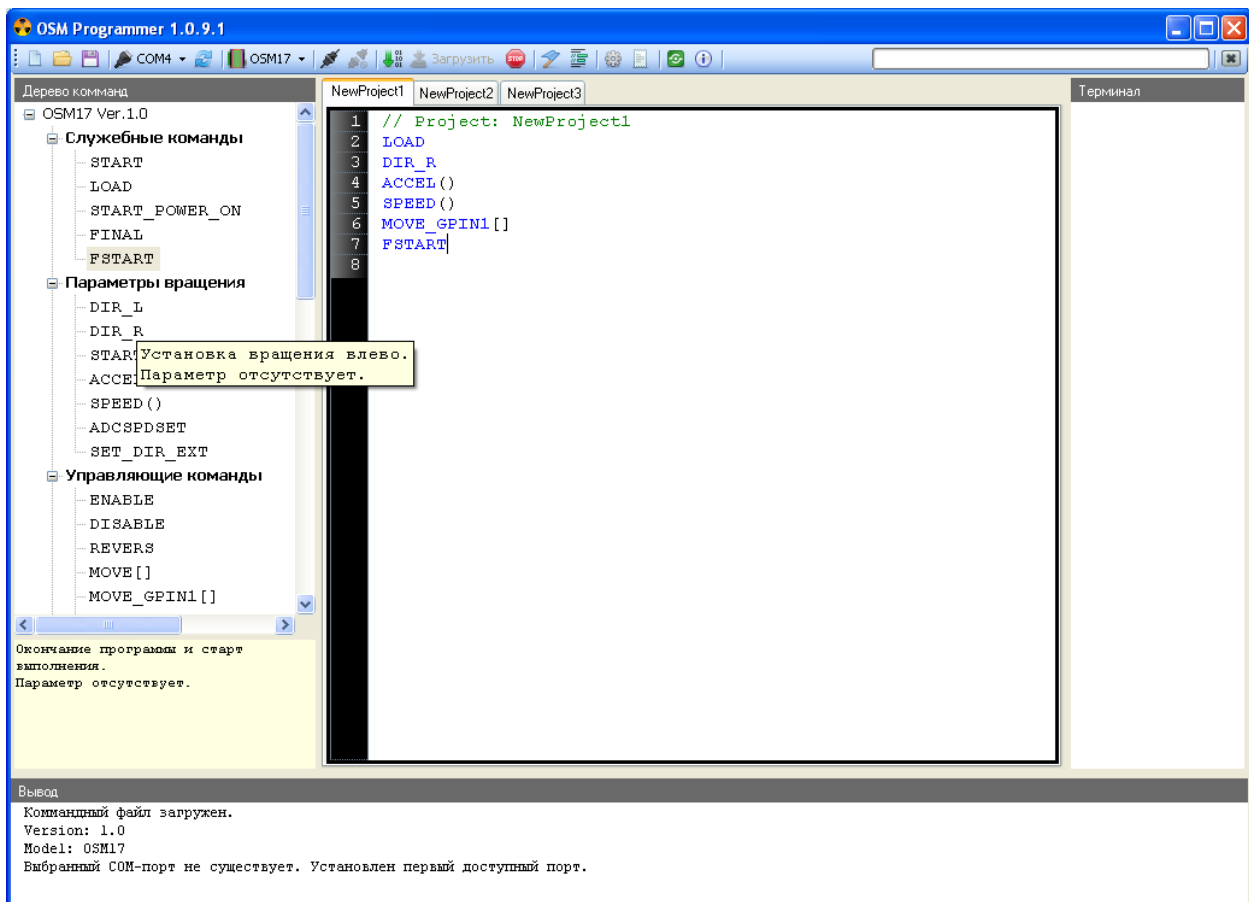 OSM Programmer 1.0.9.1
COM4
OSM17
Загрузить
STOP
Дерево комманд
OSM17 Ver.1.0
Служебные команды
START
LOAD
START_POWER_ON
FINAL
FSTART
Параметры вращения
DIR_L
DIR_R
START
ACCE
SPEED()
ADCSPDSET
SET_DIR_EXT
Управляющие команды
ENABLE
DISABLE
REVERS
MOVE[]
MOVE_GPIN1[]
Установка вращения влево.
Параметр отсутствует.
Окончание программы и старт
выполнения.
Параметр отсутствует.
NewProject1 NewProject2 NewProject3
1 // Project: NewProject1
2 LOAD
3 DIR_R
4 ACCEL()
5 SPEED()
6 MOVE_GPIN1[]
7 FSTART
8
Терминал
Вывод
Коммандный файл загружен.
Version: 1.0
Model: OSM17
Выбранный COM-порт не существует. Установлен первый доступный порт.